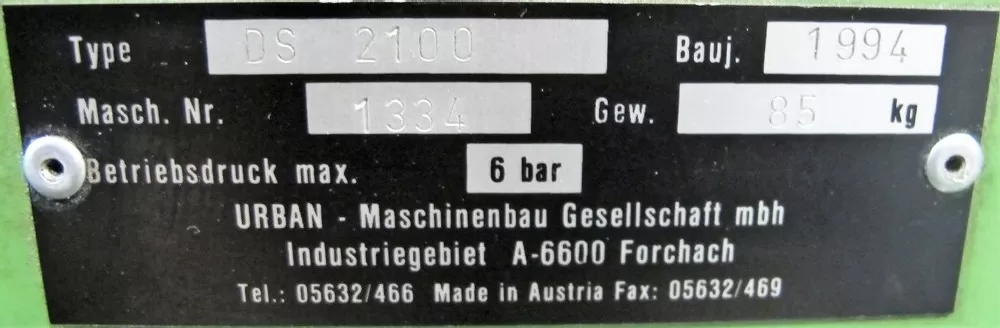 Type DS 2100 Bauj. 1994
Masch. Nr. 1334 Gew. 85 kg
Betriebsdruck max. 6 bar
URBAN - Maschinenbau Gesellschaft mbh
Industriegebiet A-6600 Forchach
Tel.: 05632/466 Made in Austria Fax: 05632/469